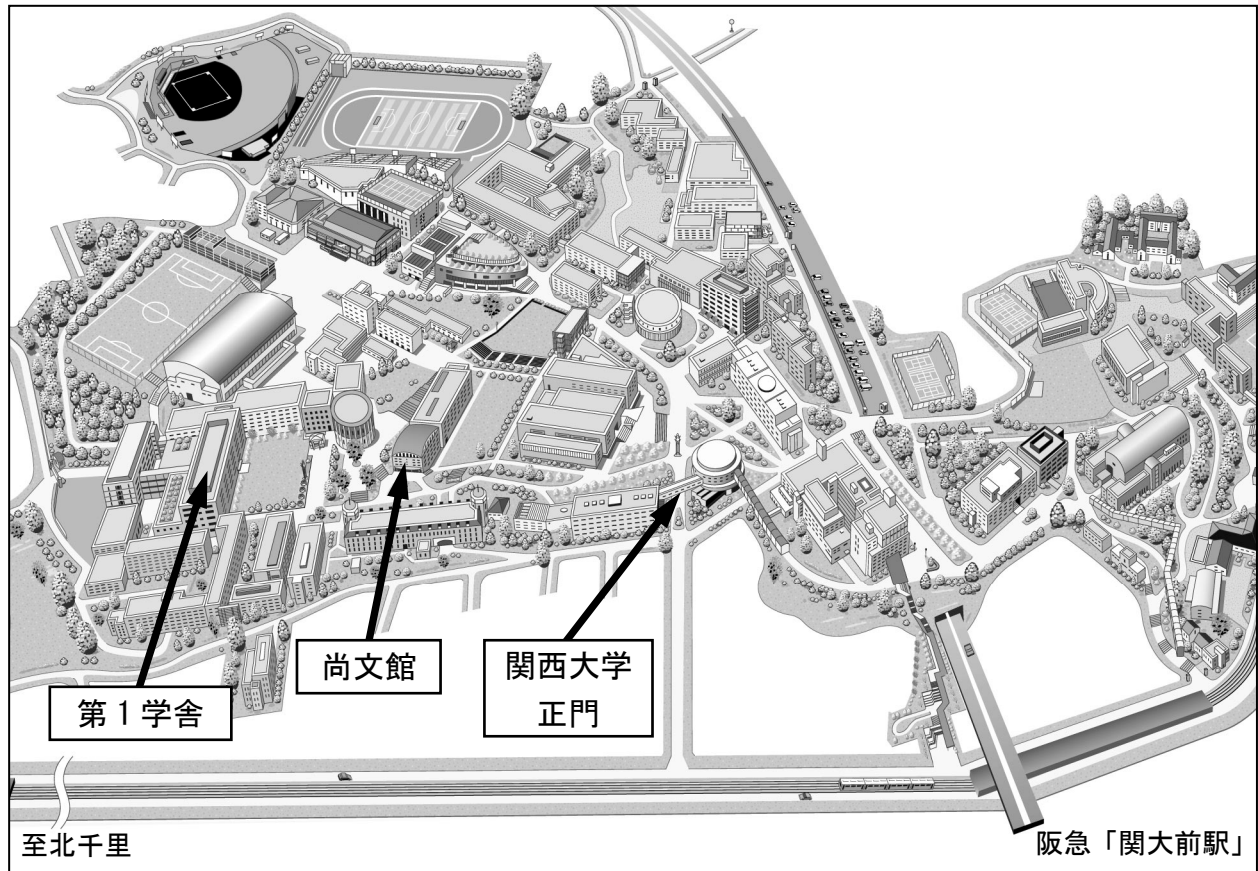 第１学舎
尚文館
関西大学
正門
至北千里
阪急「関大前駅」